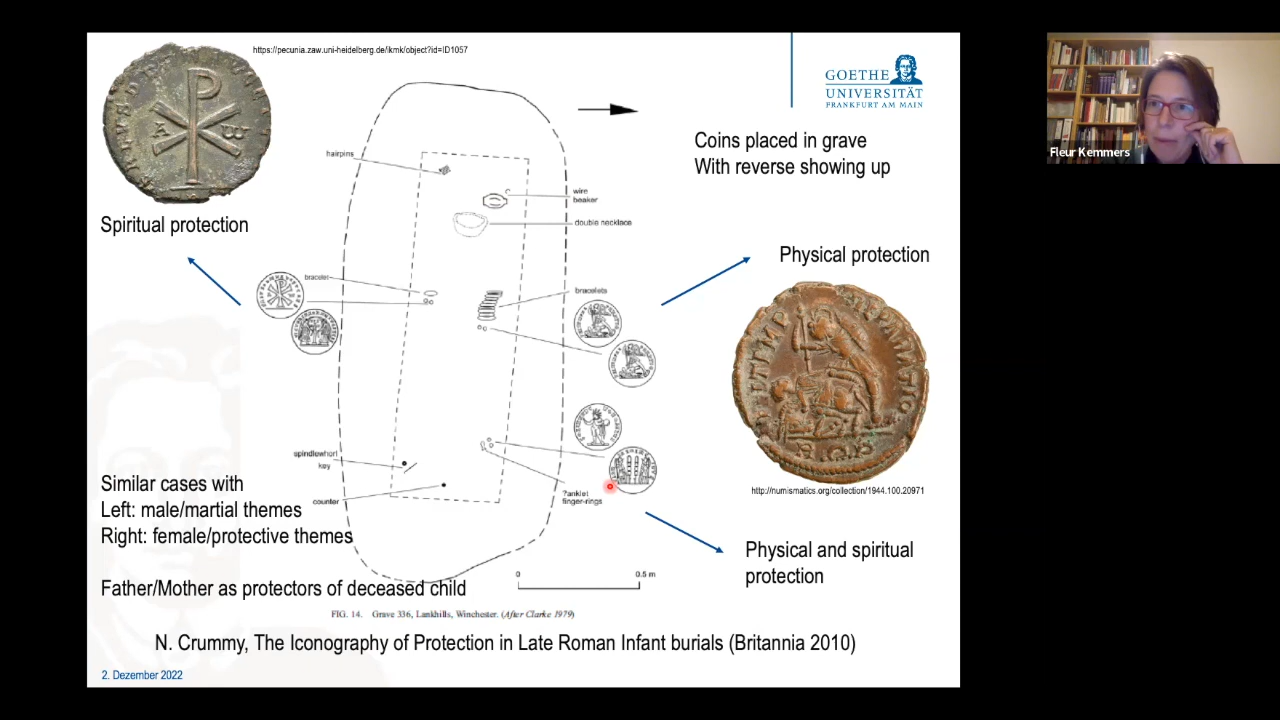 https://pecunia.zaw.uni-heidelberg.de/ikmk/object?id=ID1057
GOETHE
UNIVERSITÄT
FRANKFURT AM MAIN
Fleur Kemmers
Coins placed in grave
With reverse showing up
hairpins
wire
beaker
double necklace
Spiritual protection
Physical protection
bracelet
bracelets
spindlewhorl
key
counter
?anklet
finger-rings
http://numismatics.org/collection/1944.100.20971
Similar cases with
Left: male/martial themes
Right: female/protective themes
Physical and spiritual
protection
0
0.5 m
Father/Mother as protectors of deceased child
FIG. 14. Grave 336, Lankhills, Winchester. (After Clarke 1979)
N. Crummy, The Iconography of Protection in Late Roman Infant burials (Britannia 2010)
2. Dezember 2022